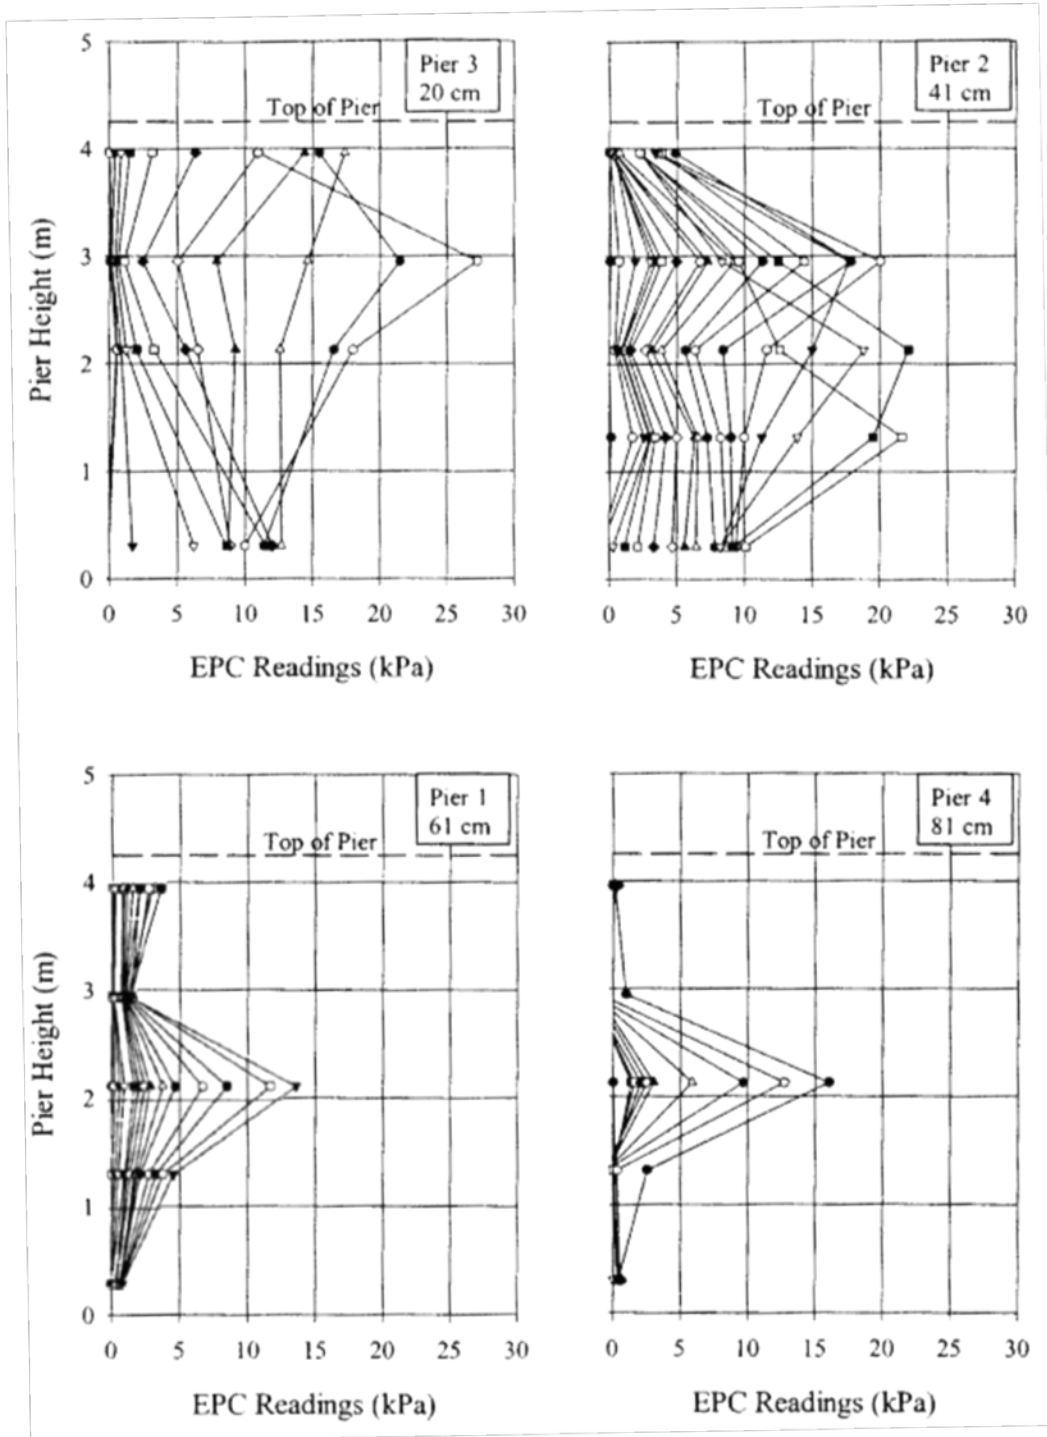 5
4
3
2
1
0
Pier Height (m)
Pier 3
20 cm
Top of Pier
0 5 10 15 20 25 30
EPC Readings (kPa)
Pier 2
41 cm
Top of Pier
0 5 10 15 20 25 30
EPC Readings (kPa)
5
4
3
2
1
0
Pier Height (m)
Pier 1
61 cm
Top of Pier
0 5 10 15 20 25 30
EPC Readings (kPa)
Pier 4
81 cm
Top of Pier
0 5 10 15 20 25 30
EPC Readings (kPa)